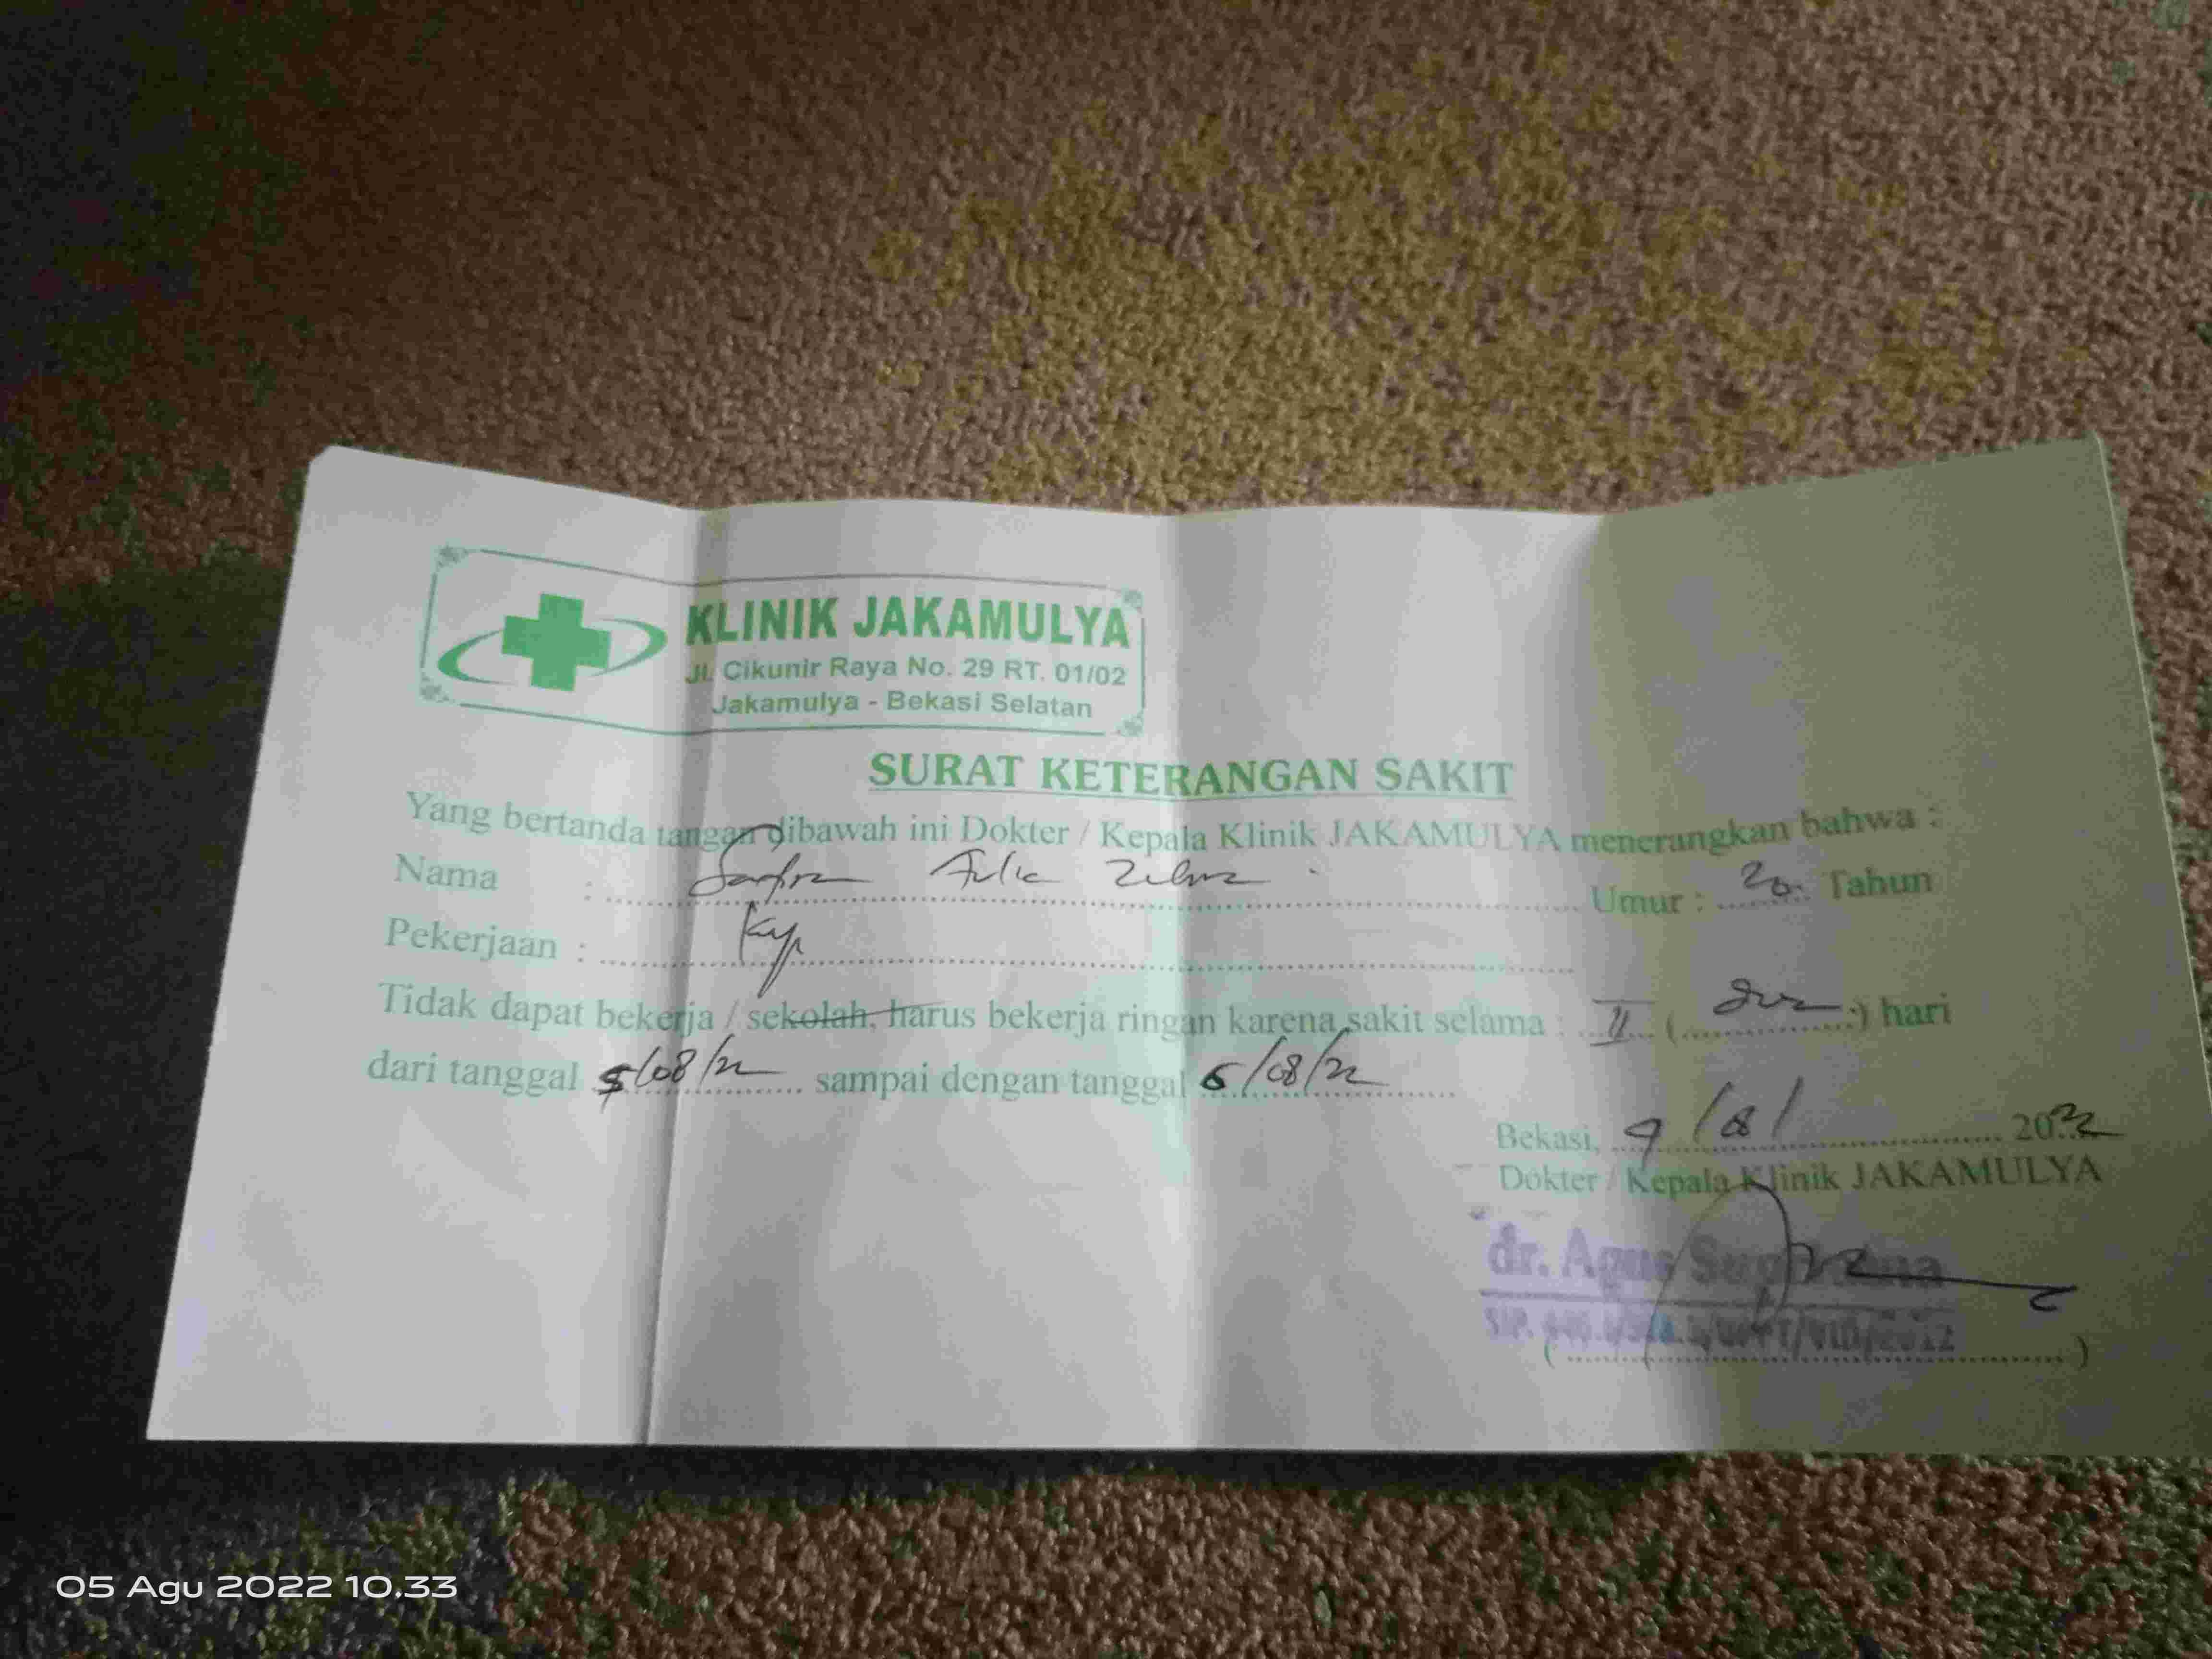 KLINIK JAKAMULYA
Jl. Cikunir Raya No. 29 RT. 01/02
Jakamulya - Bekasi Selatan
SURAT KETERANGAN SAKIT
Yang bertanda tangan dibawah ini Dokter / Kepala Klinik JAKAMULYA menerangkan bahwa :
Nama : Umur : 20 Tahun
Pekerjaan :
Tidak dapat bekerja / sekolah, harus bekerja ringan karena sakit selama : II (dua) hari
dari tanggal 5/08/22 sampai dengan tanggal 6/08/22
Bekasi, 2022
Dokter / Kepala Klinik JAKAMULYA
dr. Agus
05 Agu 2022 10.33